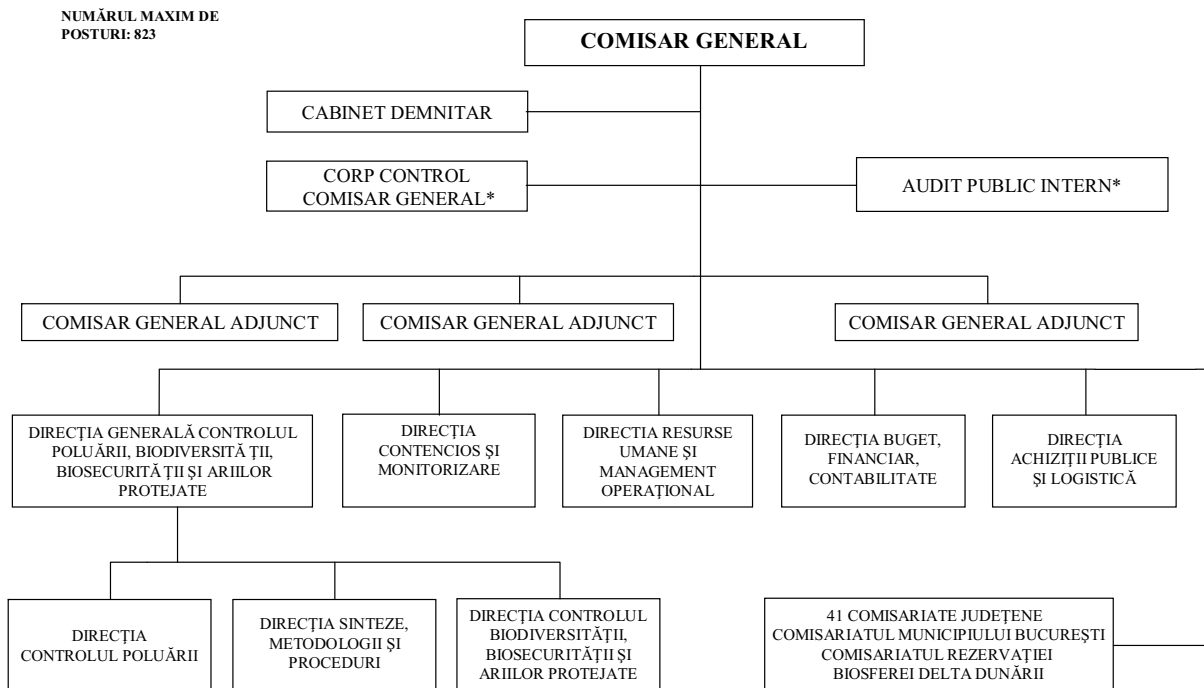 NUMĂRUL MAXIM DE
POSTURI: 823
COMISAR GENERAL
CABINET DEMNITAR
CORP CONTROL
COMISAR GENERAL*
AUDIT PUBLIC INTERN*
COMISAR GENERAL ADJUNCT
COMISAR GENERAL ADJUNCT
COMISAR GENERAL ADJUNCT
DIRECŢIA GENERALĂ CONTROLUL
POLUĂRII, BIODIVERSITĂ ŢII,
BIOSECURITĂ ŢII ŞI ARIILOR
PROTEJATE
DIRECŢIA
CONTENCIOS ŞI
MONITORIZARE
DIRECTIA RESURSE
UMANE ŞI
MANAGEMENT
OPERAŢIONAL
DIRECŢIA BUGET,
FINANCIAR,
CONTABILITATE
DIRECŢIA
ACHIZIŢII PUBLICE
ŞI LOGISTICĂ
DIRECŢIA
CONTROLUL POLUĂRII
DIRECŢIA SINTEZE,
METODOLOGII ŞI
PROCEDURI
DIRECŢIA CONTROLUL
BIODIVERSITĂŢII,
BIOSECURITĂŢII ŞI
ARIILOR PROTEJATE
41 COMISARIATE JUDEŢENE
COMISARIATUL MUNICIPIULUI BUCUREŞTI
COMISARIATUL REZERVAŢIEI
BIOSFEREI DELTA DUNĂRII